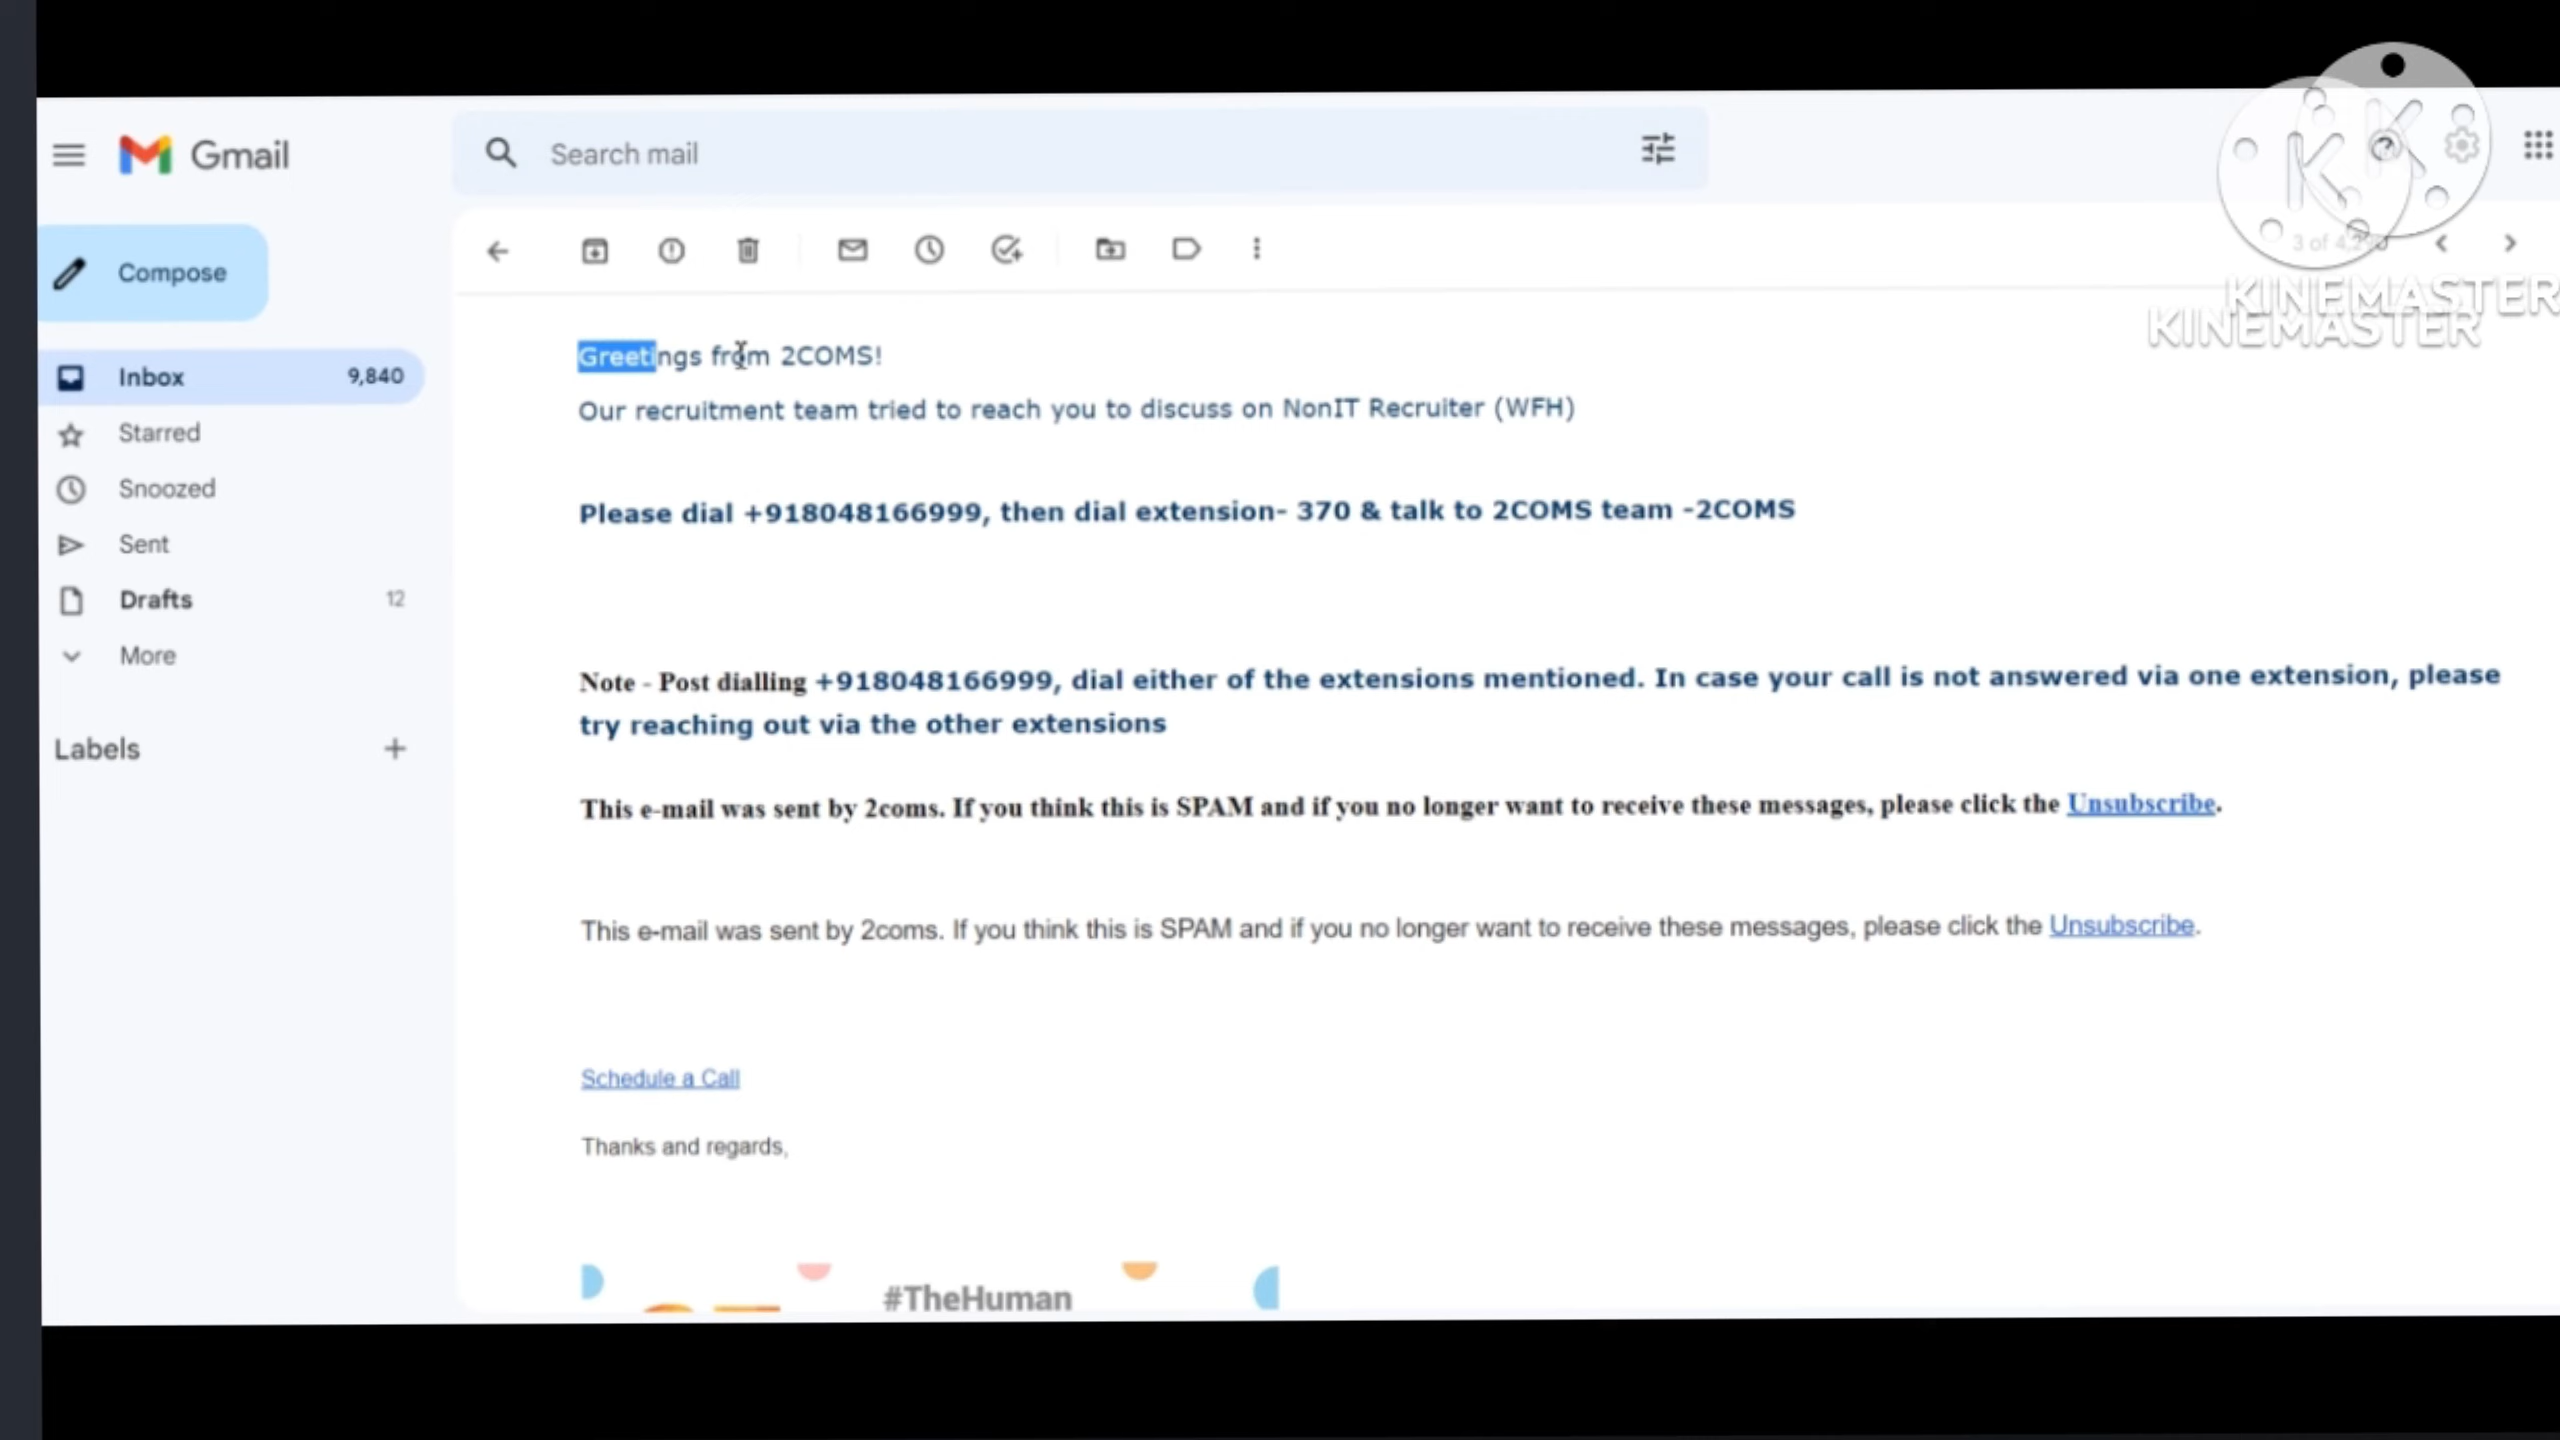 Gmail
Search mail
Compose
3 of 4,
Inbox 9,840
Starred
Snoozed
Sent
Drafts 12
More
Labels
KINEMASTER
KINEMASTER
Greetings from 2COMS!
Our recruitment team tried to reach you to discuss on NonIT Recruiter (WFH)
Please dial +918048166999, then dial extension- 370 & talk to 2COMS team -2COMS
Note - Post dialling +918048166999, dial either of the extensions mentioned. In case your call is not answered via one extension, please
try reaching out via the other extensions
This e-mail was sent by 2coms. If you think this is SPAM and if you no longer want to receive these messages, please click the Unsubscribe.
This e-mail was sent by 2coms. If you think this is SPAM and if you no longer want to receive these messages, please click the Unsubscribe.
Schedule a Call
Thanks and regards,
#TheHuman